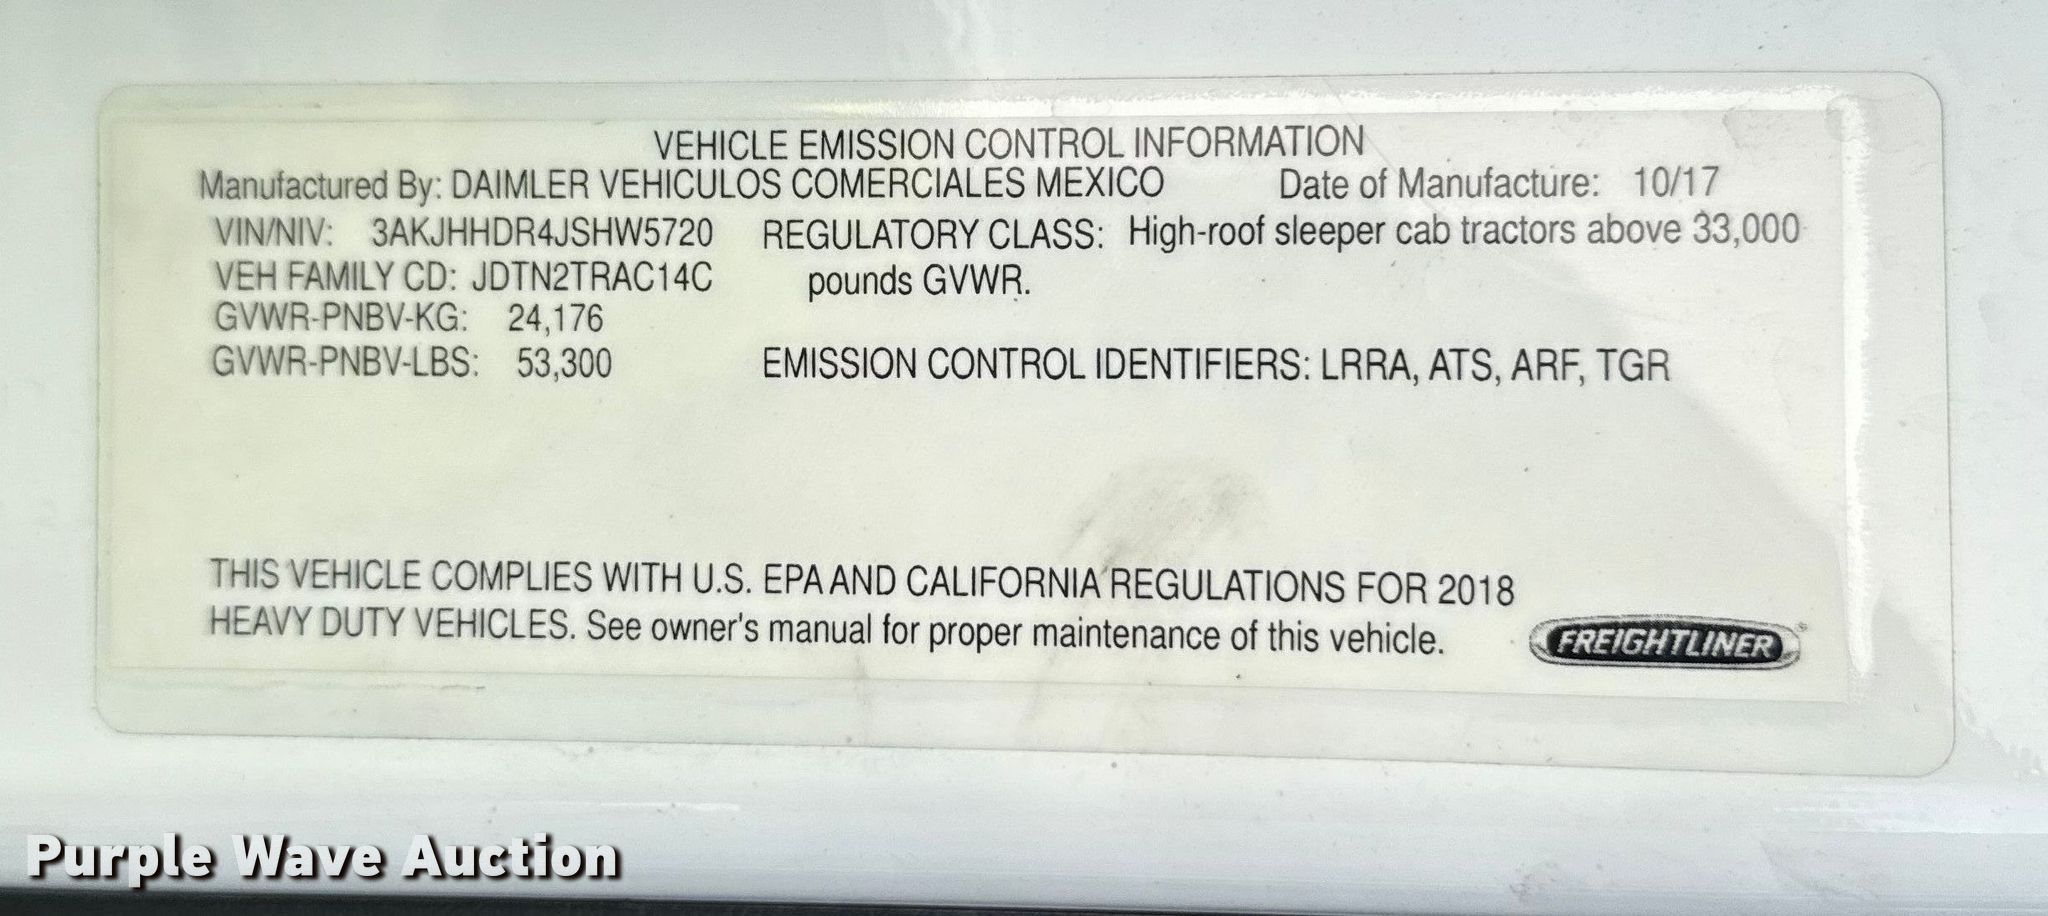 VEHICLE EMISSION CONTROL INFORMATION
Manufactured By: DAIMLER VEHICULOS COMERCIALES MEXICO Date of Manufacture: 10/17
VIN/NIV: 3AKJHHDR4JSHW5720 REGULATORY CLASS: High-roof sleeper cab tractors above 33,000
VEH FAMILY CD: JDTN2TRAC14C pounds GVWR.
GVWR-PNBV-KG: 24,176
GVWR-PNBV-LBS: 53,300 EMISSION CONTROL IDENTIFIERS: LRRA, ATS, ARF, TGR
THIS VEHICLE COMPLIES WITH U.S. EPA AND CALIFORNIA REGULATIONS FOR 2018
HEAVY DUTY VEHICLES. See owner's manual for proper maintenance of this vehicle.
FREIGHTLINER
Purple Wave Auction